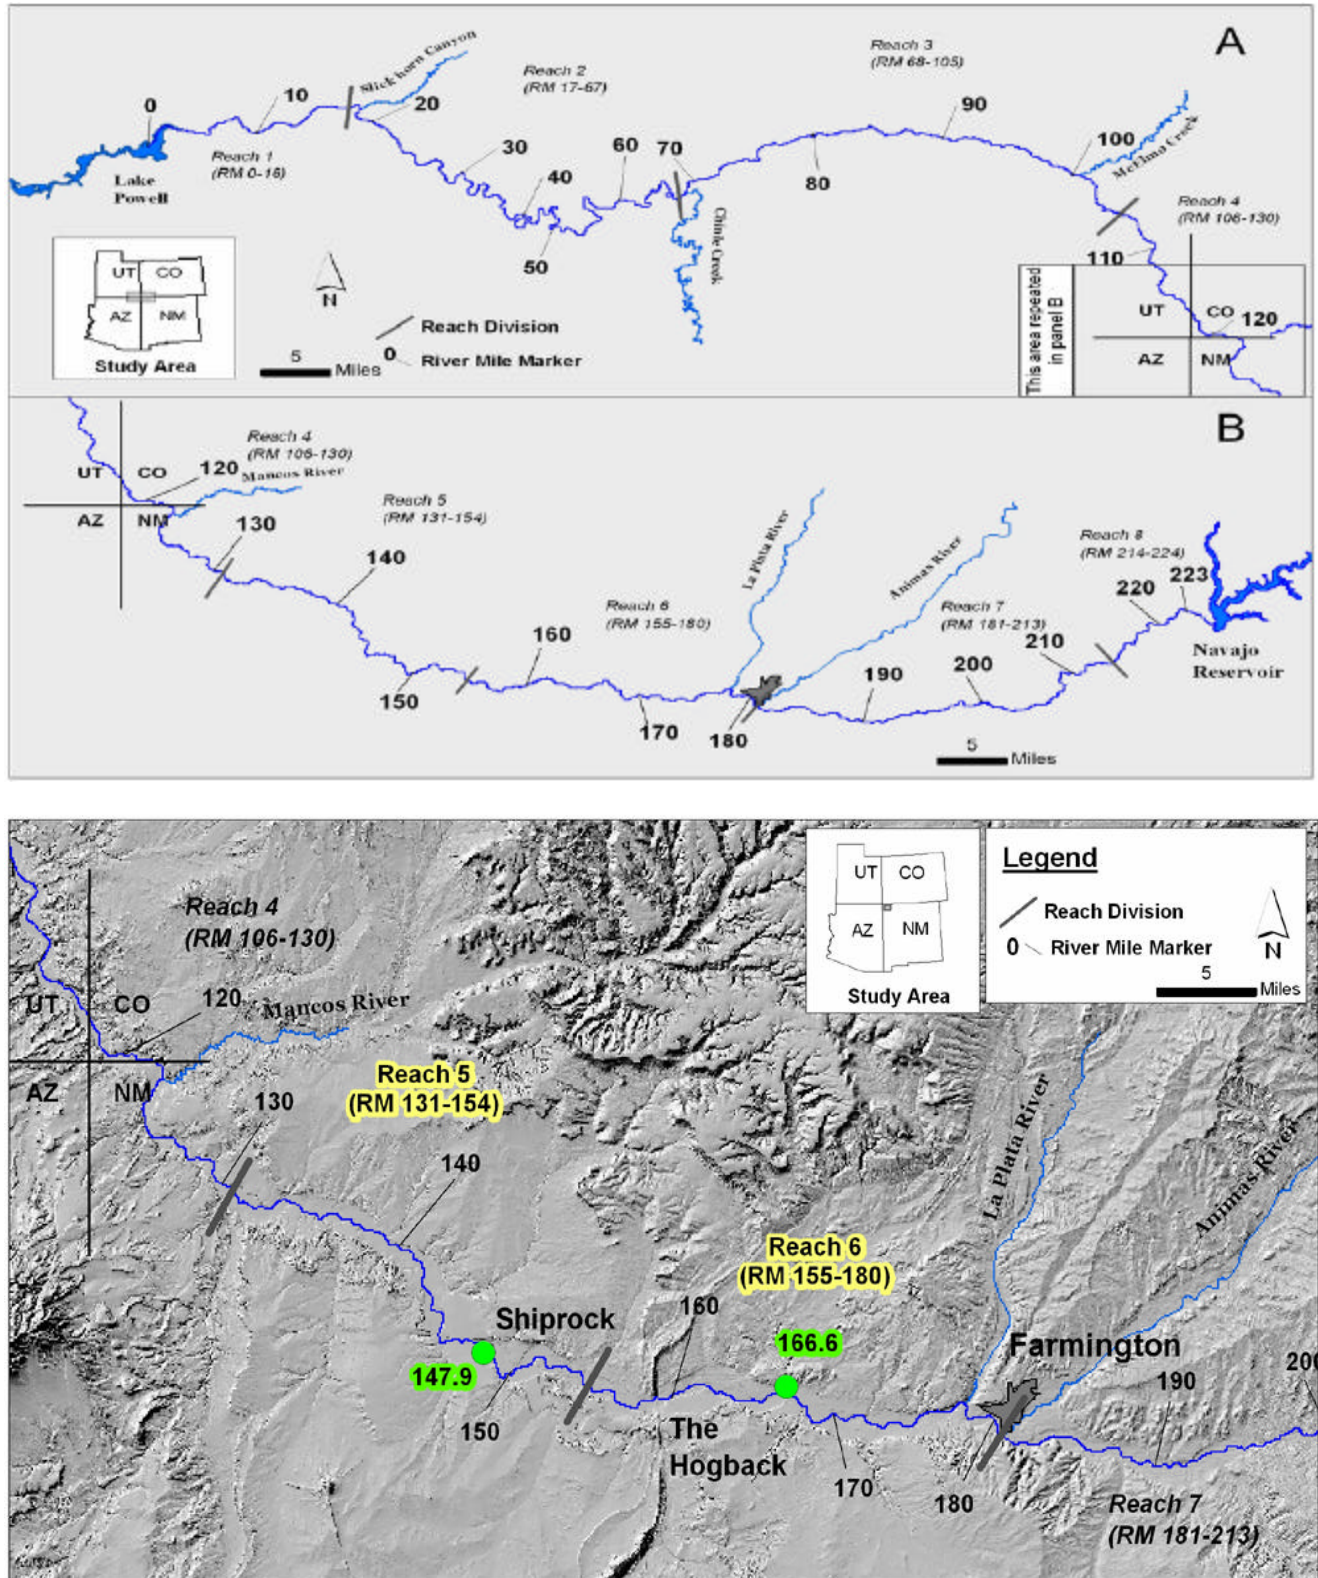 A
Slickhorn Canyon
Reach 2
(RM 17-67)
Reach 3
(RM 68-105)
0
10
20
30
40
50
60
70
80
90
100
110
120
Reach 1
(RM 0-16)
Lake
Powell
Chinle Creek
McElmo Creek
Reach 4
(RM 106-130)
UT
CO
AZ
NM
Study Area
N
Reach Division
0
River Mile Marker
5
Miles
This area repeated
in panel B
UT
CO
AZ
NM
B
Reach 4
(RM 106-130)
Mancos River
UT
CO
AZ
NM
120
130
Reach 5
(RM 131-154)
140
150
160
170
180
Reach 6
(RM 155-180)
La Plata River
Animas River
Reach 7
(RM 181-213)
190
200
210
Reach 8
(RM 214-224)
220
223
Navajo
Reservoir
5
Miles
Reach 4
(RM 106-130)
UT
CO
AZ
NM
120
Mancos River
130
Reach 5
(RM 131-154)
140
Shiprock
147.9
150
160
The
Hogback
Reach 6
(RM 155-180)
166.6
170
180
La Plata River
Animas River
Farmington
190
200
Reach 7
(RM 181-213)
UT
CO
AZ
NM
Study Area
Legend
Reach Division
0
River Mile Marker
N
5
Miles